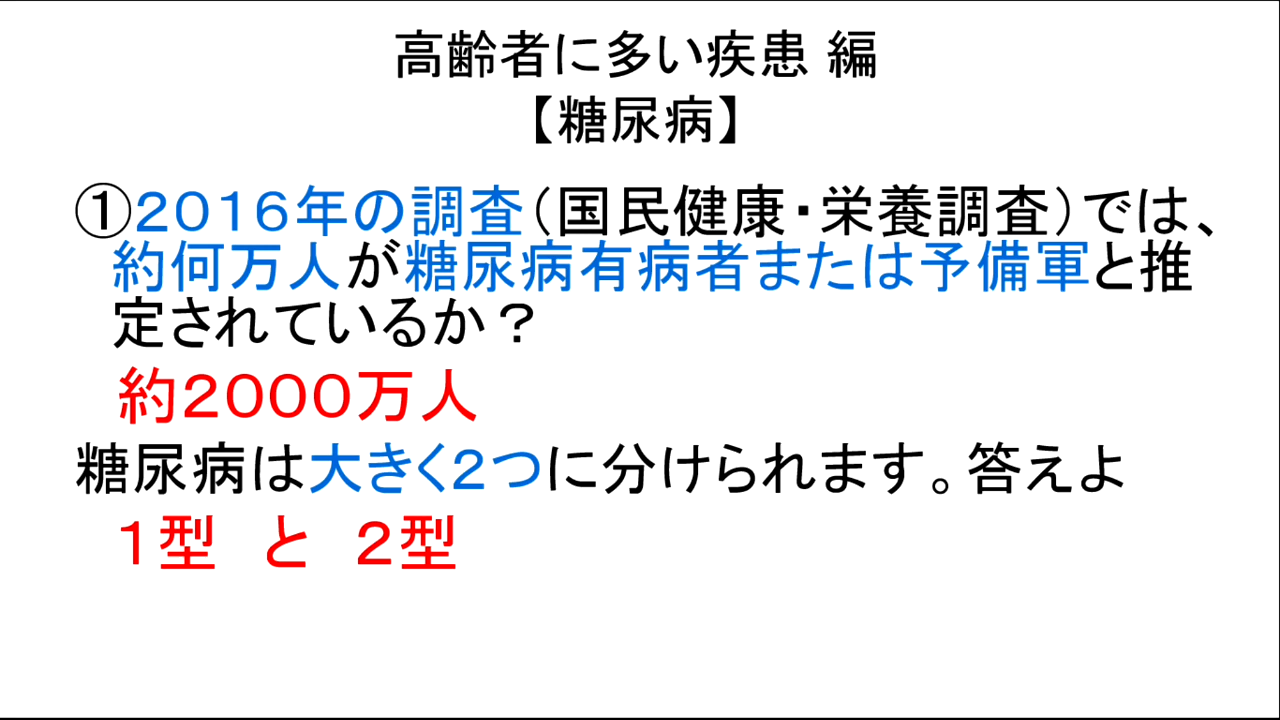 高齢者に多い疾患 編
【糖尿病】
①２０１６年の調査（国民健康・栄養調査）では、
約何万人が糖尿病有病者または予備軍と推
定されているか？
約２０００万人
糖尿病は大きく２つに分けられます。答えよ
１型　と　２型